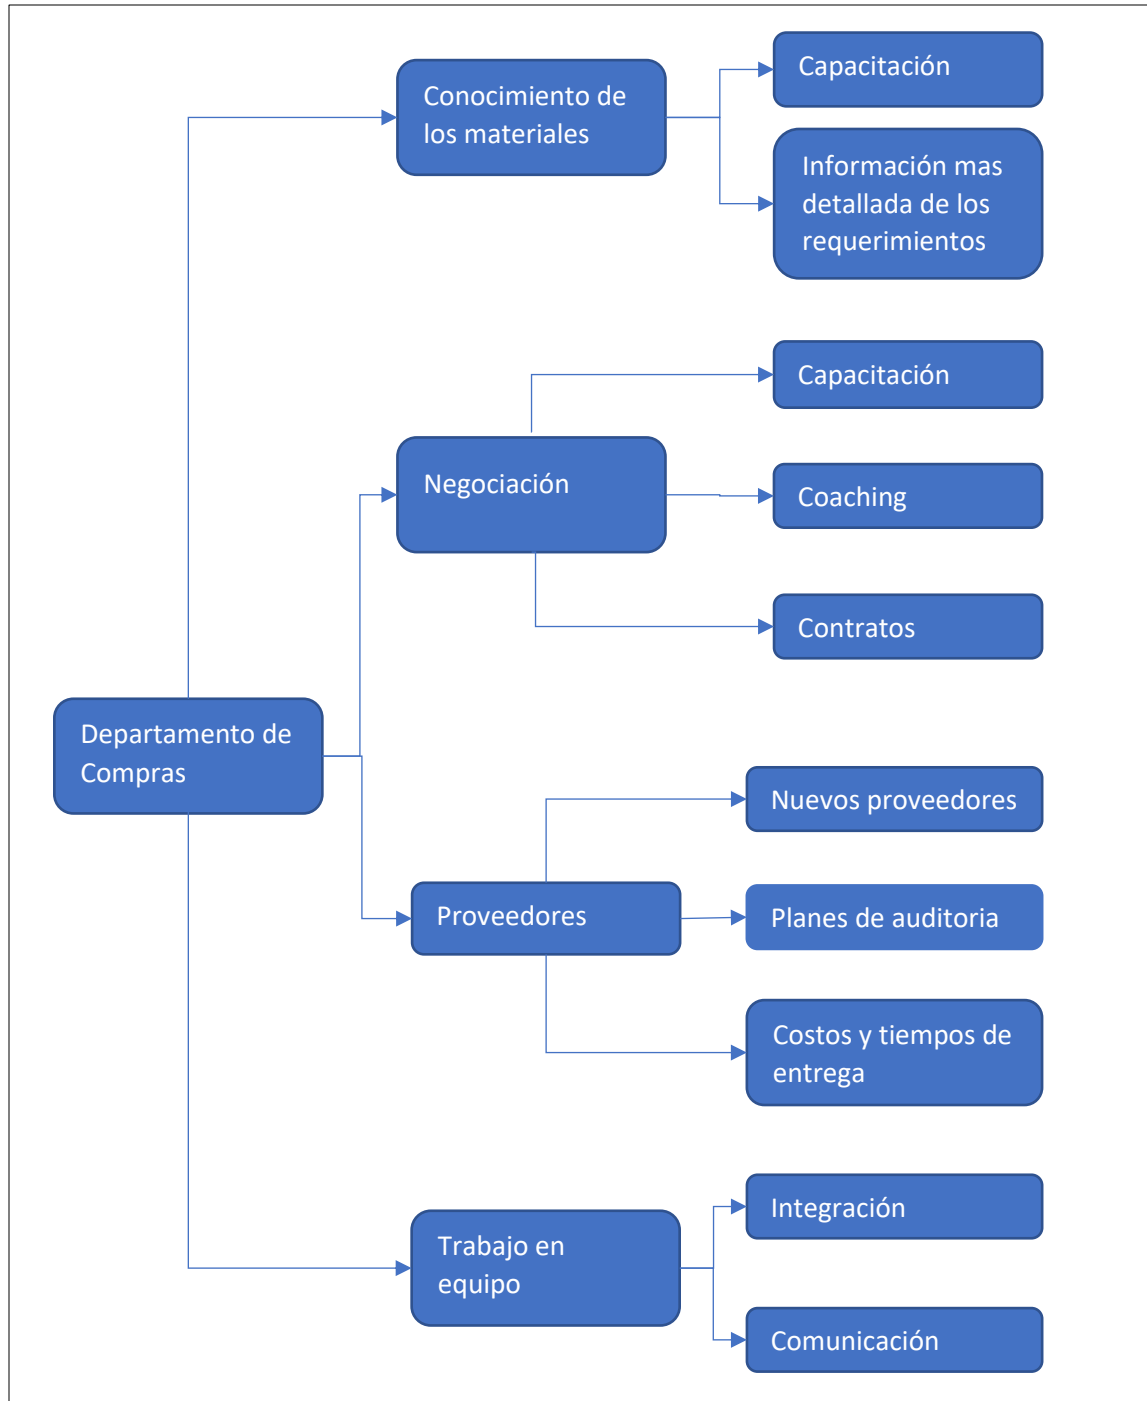 Capacitación
Conocimiento de
los materiales
Información mas
detallada de los
requerimientos
Capacitación
Negociación
Coaching
Contratos
Departamento de
Compras
Nuevos proveedores
Proveedores
Planes de auditoria
Costos y tiempos de
entrega
Integración
Trabajo en
equipo
Comunicación